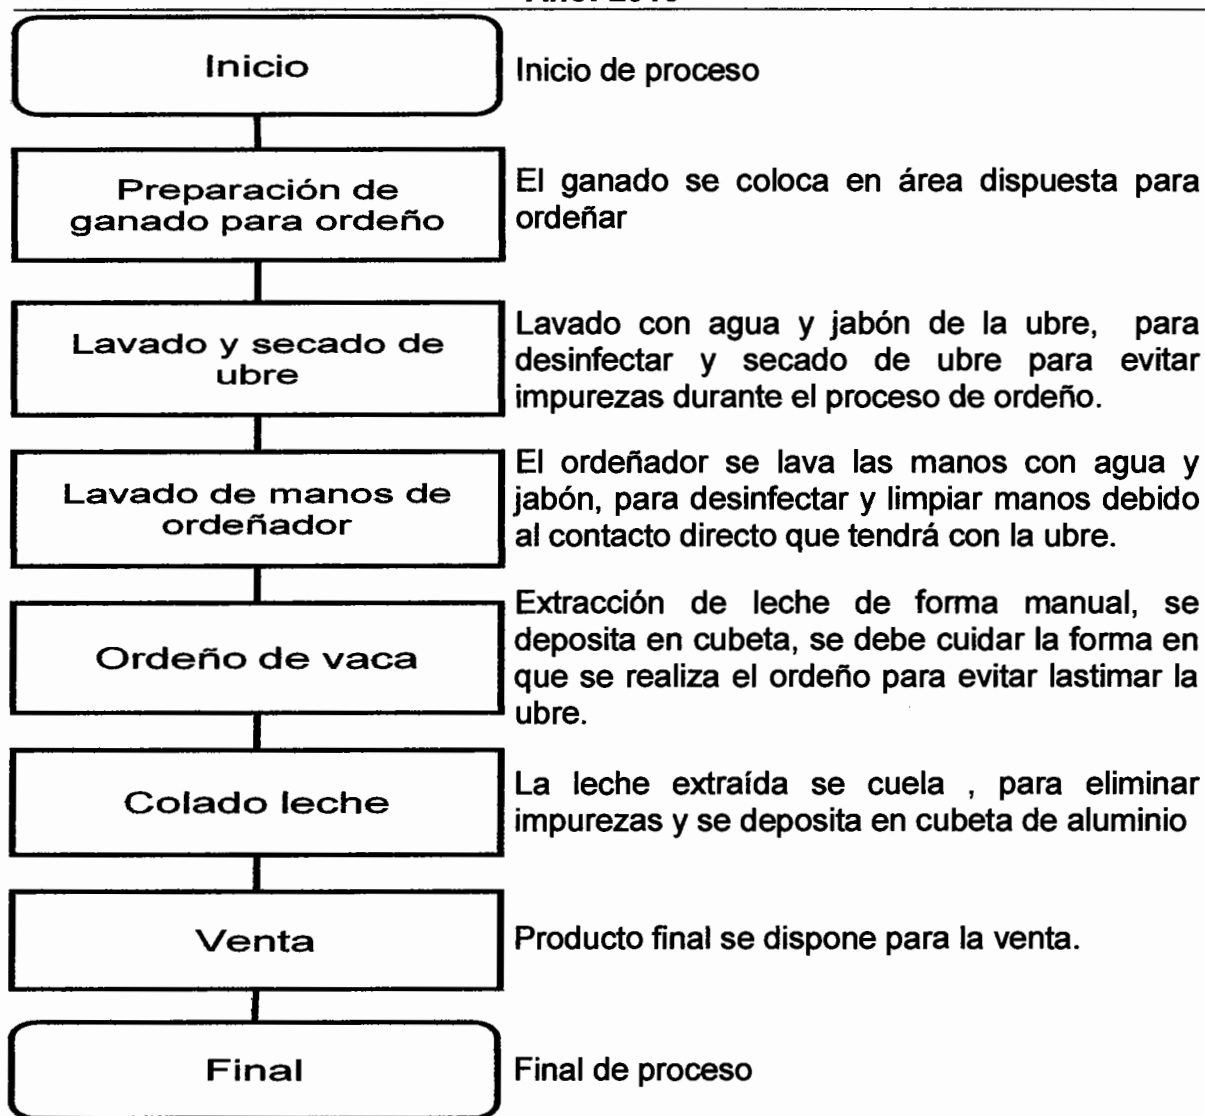 Inicio
Inicio de proceso
Preparación de
ganado para ordeño
El ganado se coloca en área dispuesta para
ordeñar
Lavado y secado de
ubre
Lavado con agua y jabón de la ubre, para
desinfectar y secado de ubre para evitar
impurezas durante el proceso de ordeño.
Lavado de manos de
ordeñador
El ordeñador se lava las manos con agua y
jabón, para desinfectar y limpiar manos debido
al contacto directo que tendrá con la ubre.
Ordeño de vaca
Extracción de leche de forma manual, se
deposita en cubeta, se debe cuidar la forma en
que se realiza el ordeño para evitar lastimar la
ubre.
Colado leche
La leche extraída se cuela , para eliminar
impurezas y se deposita en cubeta de aluminio
Venta
Producto final se dispone para la venta.
Final
Final de proceso